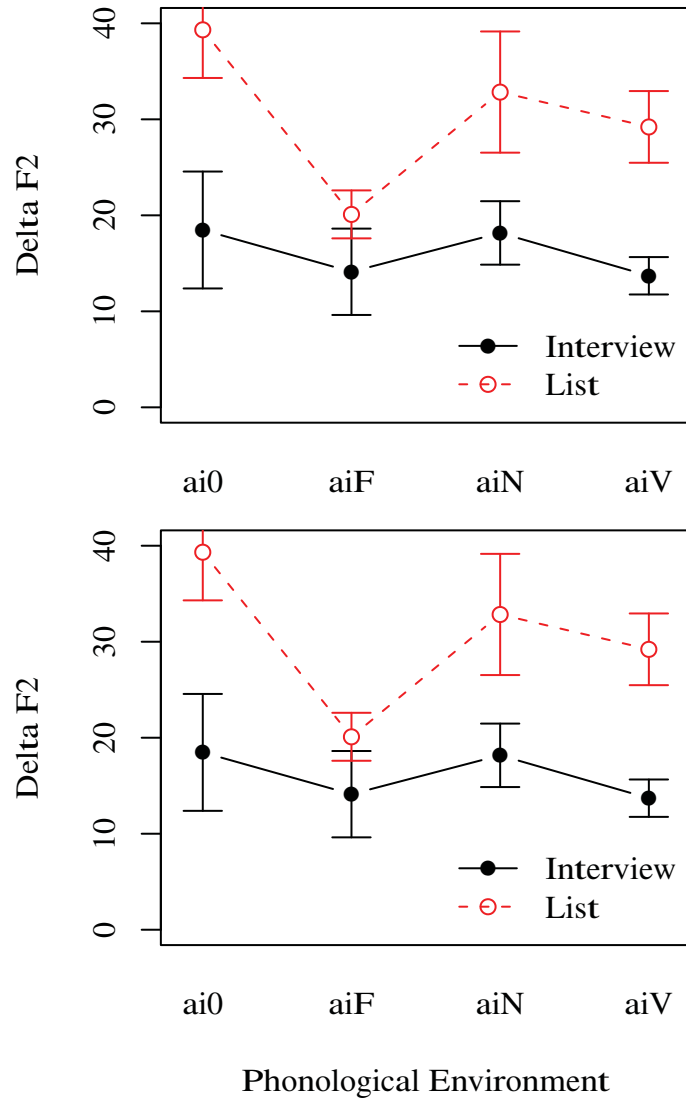 40
30
20
10
0
Delta F2
Interview
List
ai0 aiF aiN aiV
40
30
20
10
0
Delta F2
Interview
List
ai0 aiF aiN aiV
Phonological Environment